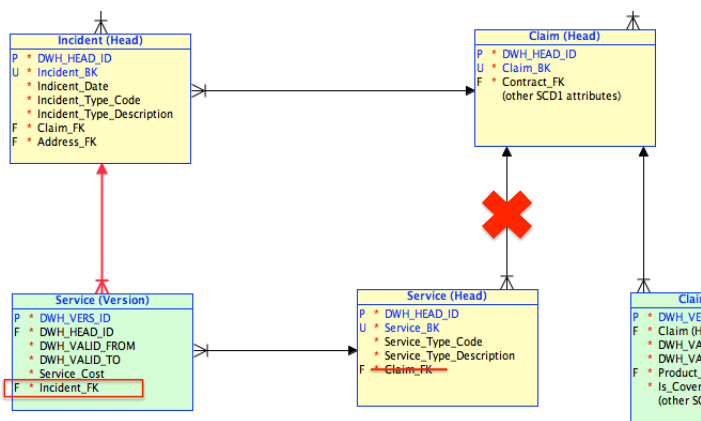 Incident (Head)
P * DWH_HEAD_ID
U * Incident_BK
* Indicent_Date
* Incident_Type_Code
* Incident_Type_Description
F * Claim_FK
F * Address_FK
Claim (Head)
P * DWH_HEAD_ID
U * Claim_BK
F * Contract_FK
(other SCD1 attributes)
Service (Version)
P * DWH_VERS_ID
F * DWH_HEAD_ID
* DWH_VALID_FROM
* DWH_VALID_TO
* Service_Cost
F * Incident_FK
Service (Head)
P * DWH_HEAD_ID
U * Service_BK
* Service_Type_Code
* Service_Type_Description
F * Claim_FK
Clai
P * DWH_VE
F * Claim (H
* DWH_VA
* DWH_VA
F * Product_
* Is_Cover
(other SC